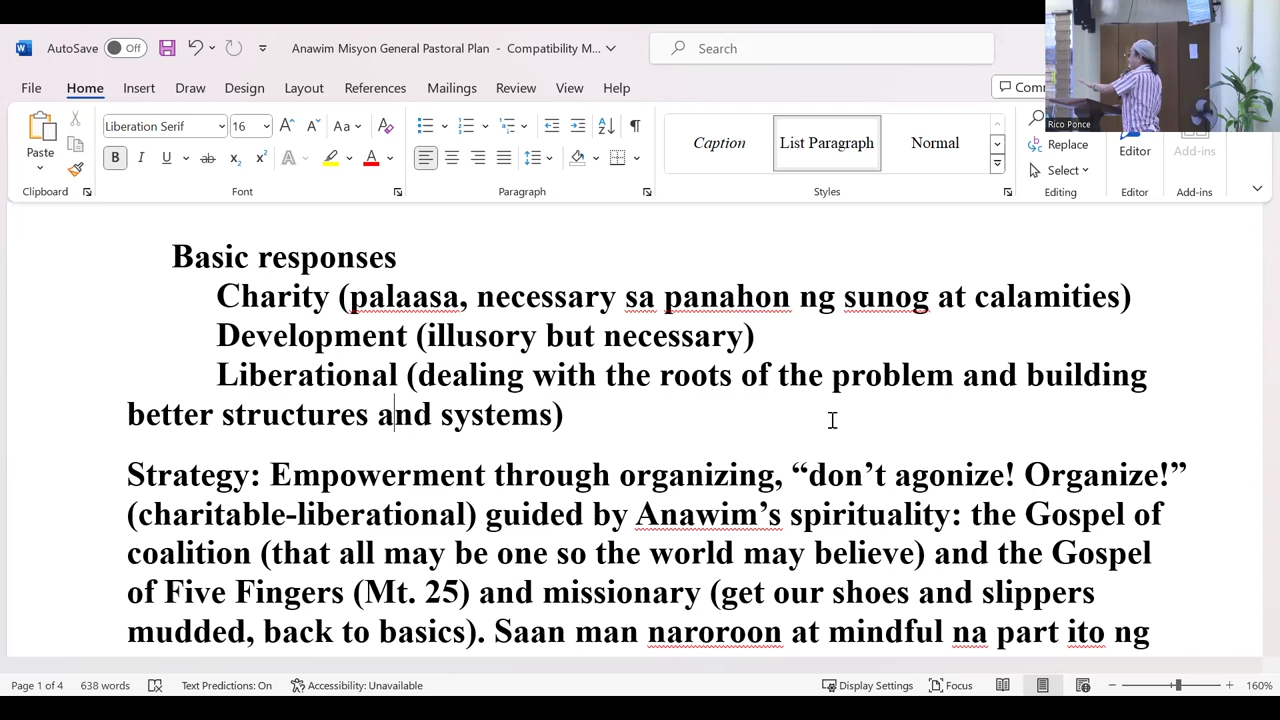 AutoSave Off Anawim Misyon General Pastoral Plan - Compatibility M... Search
File Home Insert Draw Design Layout References Mailings Review View Help Comm
Rico Ponce
Paste Liberation Serif 16 Caption List Paragraph Normal Replace Select Editor Add-ins
Clipboard Font Paragraph Styles Editing Editor Add-ins
Basic responses
Charity (palaasa, necessary sa panahon ng sunog at calamities)
Development (illusory but necessary)
Liberational (dealing with the roots of the problem and building
better structures and systems)
Strategy: Empowerment through organizing, “don’t agonize! Organize!”
(charitable-liberational) guided by Anawim’s spirituality: the Gospel of
coalition (that all may be one so the world may believe) and the Gospel
of Five Fingers (Mt. 25) and missionary (get our shoes and slippers
mudded, back to basics). Saan man naroroon at mindful na part ito ng
Page 1 of 4 638 words Text Predictions: On Accessibility: Unavailable Display Settings Focus 160%